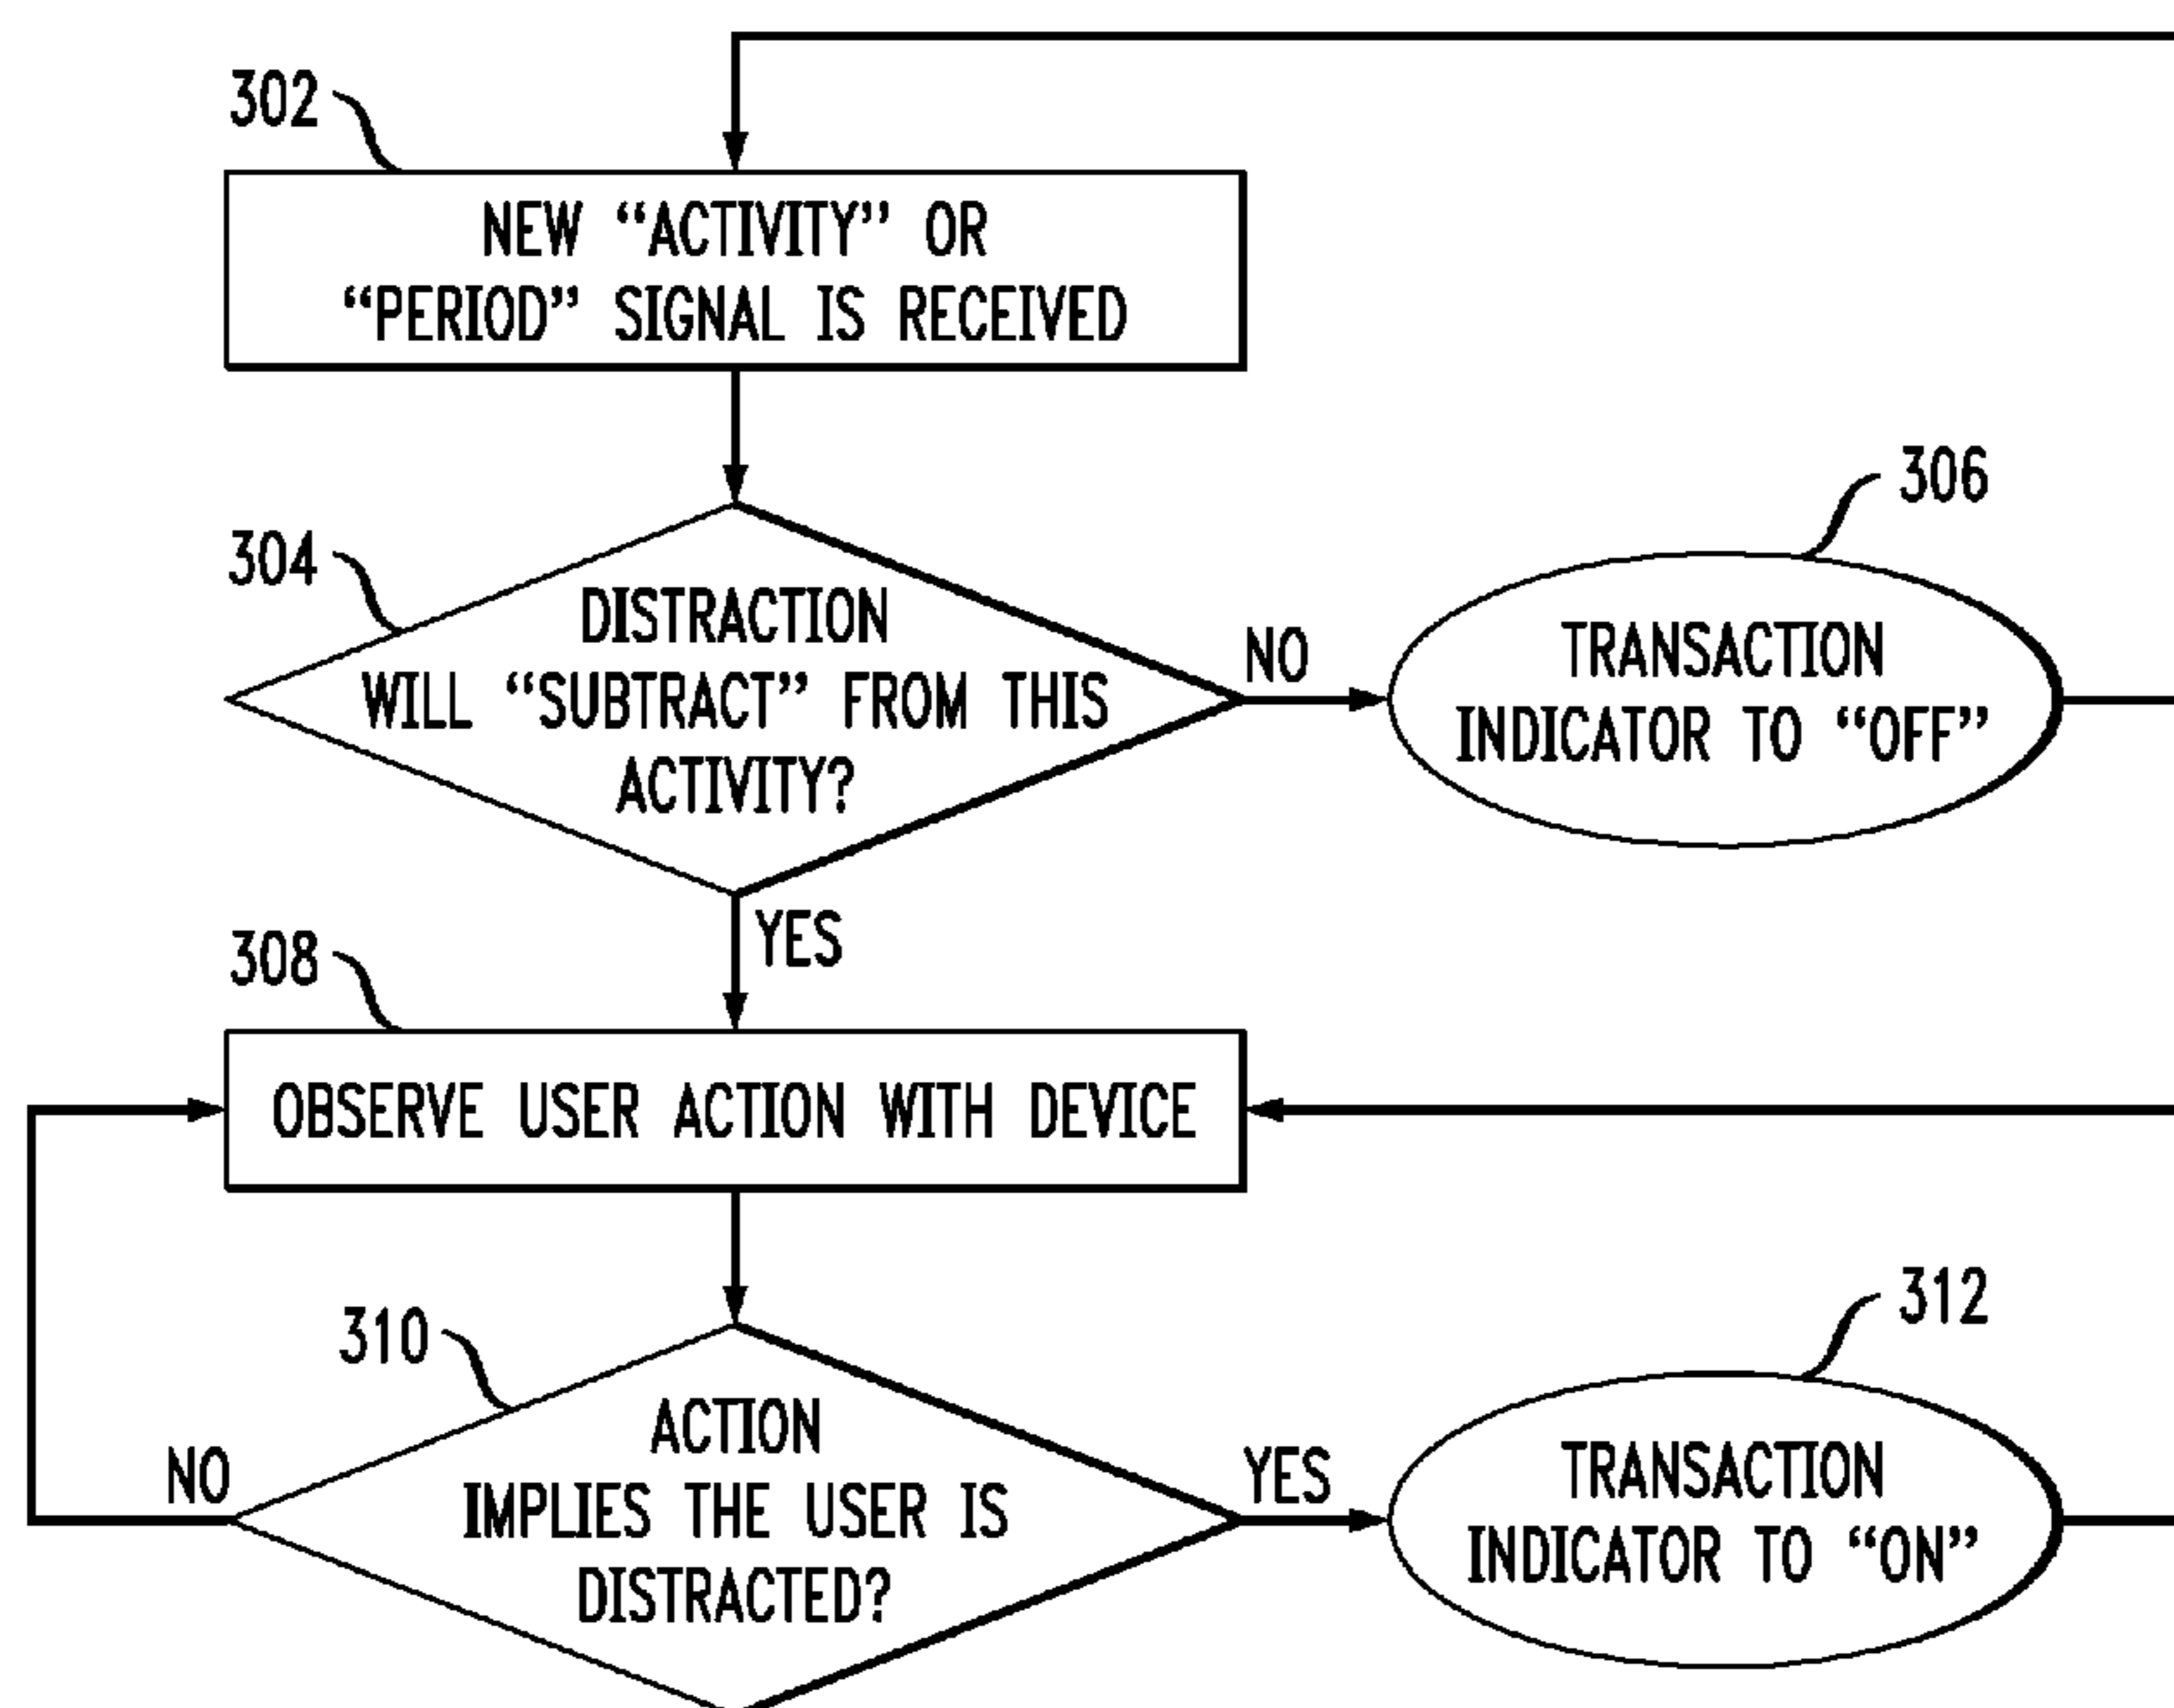 302
NEW “ACTIVITY” OR
“PERIOD” SIGNAL IS RECEIVED
304
DISTRACTION
WILL “SUBTRACT” FROM THIS
ACTIVITY?
NO
306
TRANSACTION
INDICATOR TO “OFF”
YES
308
OBSERVE USER ACTION WITH DEVICE
310
ACTION
IMPLIES THE USER IS
DISTRACTED?
NO
YES
312
TRANSACTION
INDICATOR TO “ON”